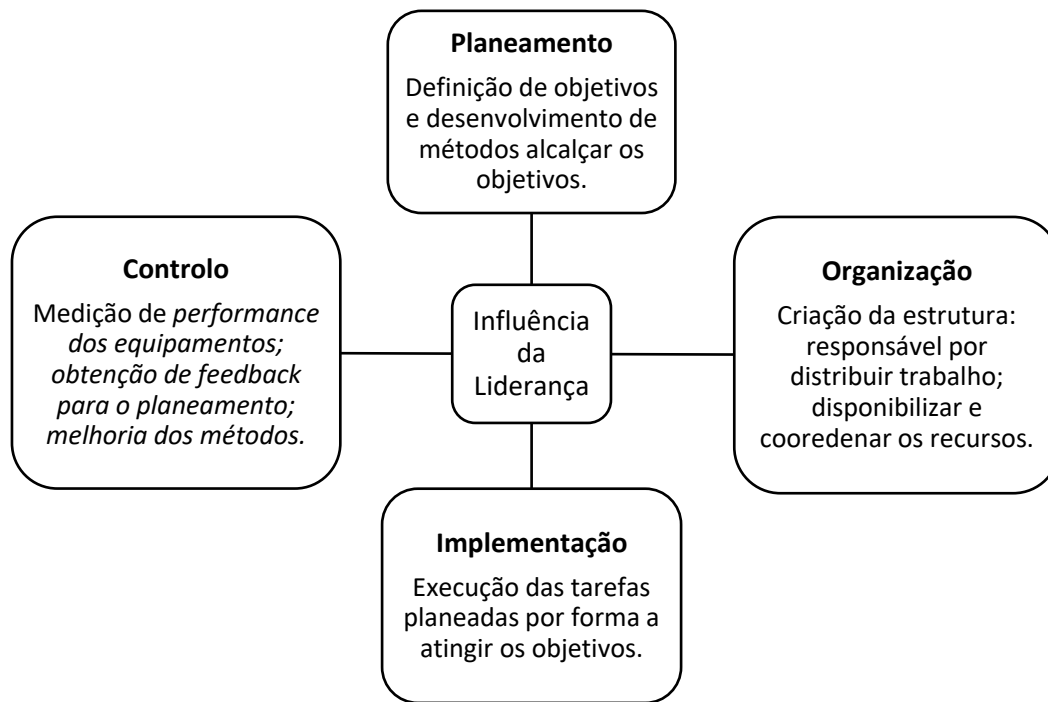 Planeamento
Definição de objetivos
e desenvolvimento de
métodos alcalçar os
objetivos.
Controlo
Medição de performance
dos equipamentos;
obtenção de feedback
para o planeamento;
melhoria dos métodos.
Influência
da
Liderança
Organização
Criação da estrutura:
responsável por
distribuir trabalho;
disponibilizar e
cooredenar os recursos.
Implementação
Execução das tarefas
planeadas por forma a
atingir os objetivos.